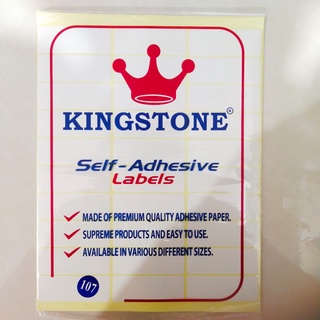 KINGSTONE®
Self-Adhesive
Labels
MADE OF PREMIUM QUALITY ADHESIVE PAPER.
SUPREME PRODUCTS AND EASY TO USE.
AVAILABLE IN VARIOUS DIFFERENT SIZES.
107